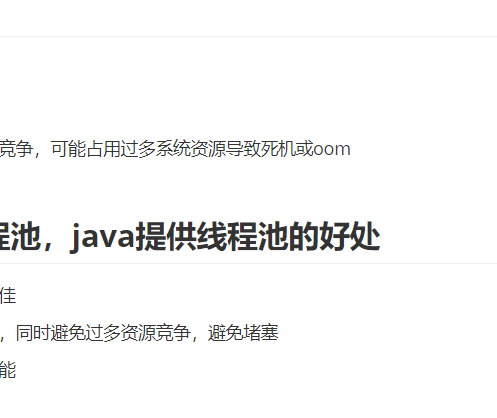 竞争，可能占用过多系统资源导致死机或oom
程池，java提供线程池的好处
佳
，同时避免过多资源竞争，避免堵塞
能